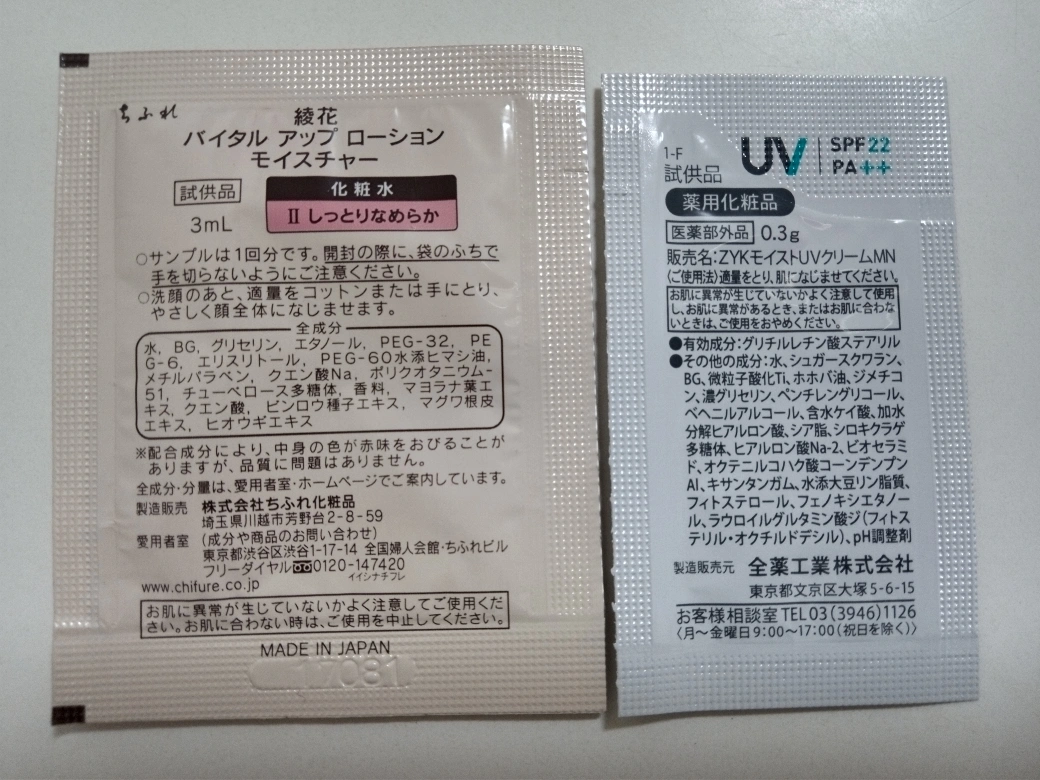 ちふれ
綾花
バイタル アップ ローション
モイスチャー
試供品
化粧水
3mL
Ⅱ しっとりなめらか
○サンプルは1回分です。開封の際に、袋のふちで
手を切らないようにご注意ください。
○洗顔のあと、適量をコットンまたは手にとり、
やさしく顔全体になじませます。
全成分
水, BG, グリセリン, エタノール, PEG-32, PE
G-6, エリスリトール, PEG-60水添ヒマシ油,
メチルパラベン, クエン酸Na, ポリクオタニウム-
51, チューベロース多糖体, 香料, マヨラナ葉エ
キス, クエン酸, ビンロウ種子エキス, マグワ根皮
エキス, ヒオウギエキス
※配合成分により、中身の色が赤味をおびることが
ありますが、品質に問題はありません。
全成分・分量は、愛用者室・ホームページでご案内しています。
製造販売 株式会社ちふれ化粧品
埼玉県川越市芳野台2-8-59
愛用者室 (成分や商品のお問い合わせ)
東京都渋谷区渋谷1-17-14 全国婦人会館・ちふれビル
フリーダイヤル 0120-147420
イイシナチフレ
www.chifure.co.jp
お肌に異常が生じていないかよく注意してご使用くだ
さい。お肌に合わない時は、ご使用を中止してください。
MADE IN JAPAN
1-F
試供品
UV
SPF22
PA++
薬用化粧品
医薬部外品 0.3g
販売名:ZYKモイストUVクリームMN
〈ご使用法〉適量をとり、肌になじませてください。
お肌に異常が生じていないかよく注意して使用
し、お肌に異常があるとき、またはお肌に合わな
いときは、ご使用をおやめください。
●有効成分:グリチルレチン酸ステアリル
●その他の成分:水、シュガースクワラン、
BG、微粒子酸化Ti、ホホバ油、ジメチコ
ン、濃グリセリン、ペンチレングリコール、
ベヘニルアルコール、含水ケイ酸、加水
分解ヒアルロン酸、シア脂、シロキクラゲ
多糖体、ヒアルロン酸Na-2、ビオセラミ
ド、オクテニルコハク酸コーンデンプン
Al、キサンタンガム、水添大豆リン脂質、
フィトステロール、フェノキシエタノー
ル、ラウロイルグルタミン酸ジ(フィトス
テリル・オクチルドデシル)、pH調整剤
製造販売元 全薬工業株式会社
東京都文京区大塚5-6-15
お客様相談室 TEL03(3946)1126
〈月～金曜日9:00～17:00(祝日を除く)〉